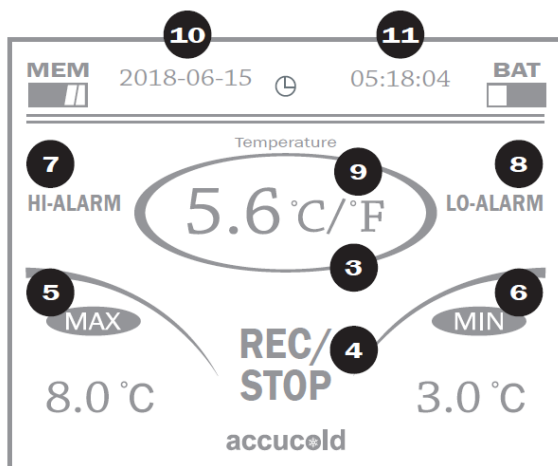 10 11
MEM 2018-06-15 05:18:04 BAT
Temperature
7 9 8
HI-ALARM 5.6 °C/°F LO-ALARM
3
5 6
MAX MIN
REC/ 4
STOP
8.0 °C 3.0 °C
accucold